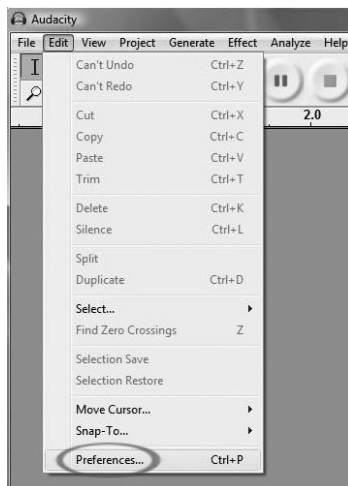 Audacity
File Edit View Project Generate Effect Analyze Help
Can't Undo Ctrl+Z
Can't Redo Ctrl+Y
2.0
Cut Ctrl+X
Copy Ctrl+C
Paste Ctrl+V
Trim Ctrl+T
Delete Ctrl+K
Silence Ctrl+L
Split
Duplicate Ctrl+D
Select...
Find Zero Crossings Z
Selection Save
Selection Restore
Move Cursor...
Snap-To...
Preferences... Ctrl+P